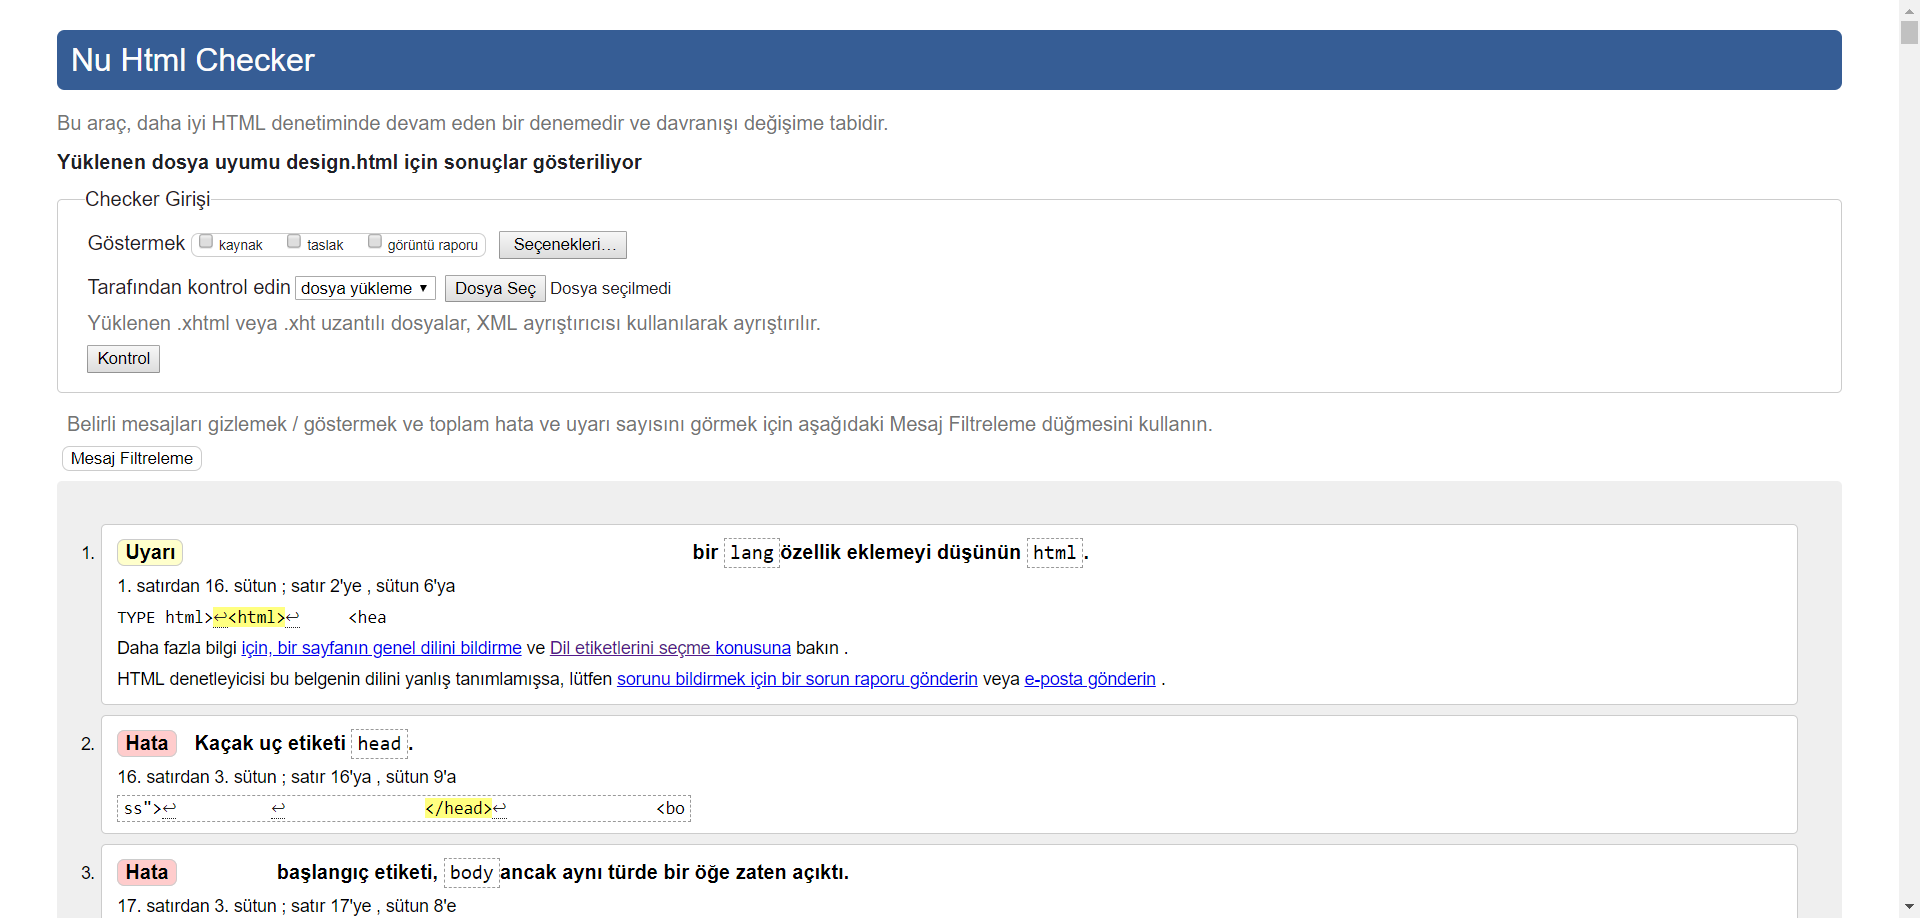 Nu Html Checker
Bu araç, daha iyi HTML denetiminde devam eden bir denemedir ve davranışı değişime tabidir.
Yüklenen dosya uyumu design.html için sonuçlar gösteriliyor
Checker Girişi
Göstermek kaynak taslak görüntü raporu Seçenekleri...
Tarafından kontrol edin dosya yükleme Dosya Seç Dosya seçilmedi
Yüklenen .xhtml veya .xht uzantılı dosyalar, XML ayrıştırıcısı kullanılarak ayrıştırılır.
Kontrol
Belirli mesajları gizlemek / göstermek ve toplam hata ve uyarı sayısını görmek için aşağıdaki Mesaj Filtreleme düğmesini kullanın.
Mesaj Filtreleme
1. Uyarı bir lang özellik eklemeyi düşünün html .
1. satırdan 16. sütun ; satır 2'ye , sütun 6'ya
TYPE html>↩<html>↩ <hea
Daha fazla bilgi için, bir sayfanın genel dilini bildirme ve Dil etiketlerini seçme konusuna bakın .
HTML denetleyicisi bu belgenin dilini yanlış tanımlamışsa, lütfen sorunu bildirmek için bir sorun raporu gönderin veya e-posta gönderin .
2. Hata Kaçak uç etiketi head .
16. satırdan 3. sütun ; satır 16'ya , sütun 9'a
ss">↩ ↩ </head>↩ <bo
3. Hata başlangıç etiketi, body ancak aynı türde bir öğe zaten açıktı.
17. satırdan 3. sütun ; satır 17'ye , sütun 8'e